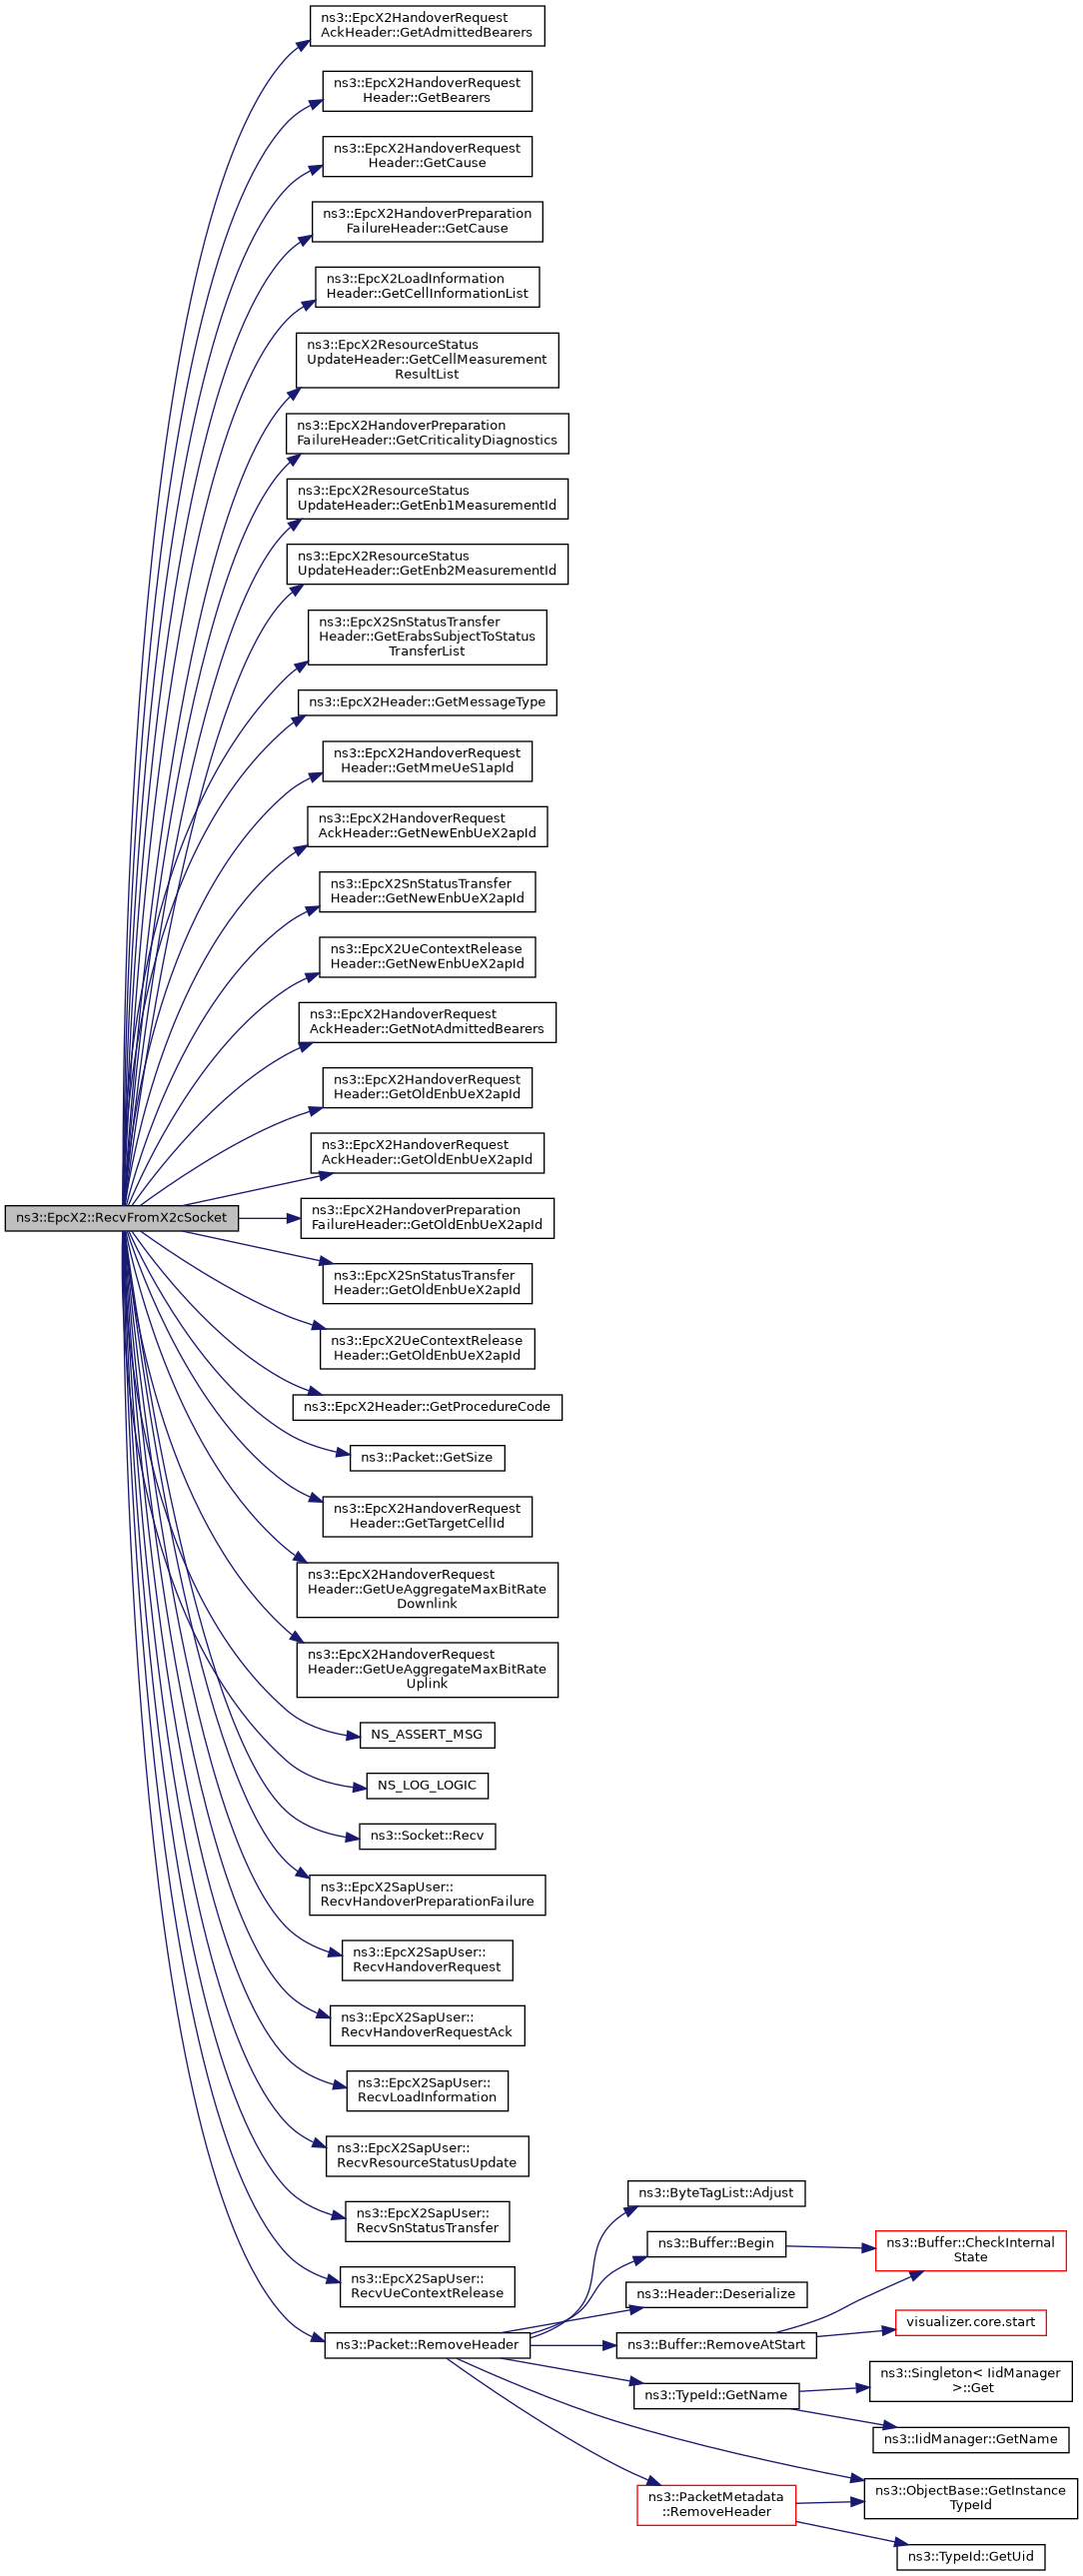 ns3::EpcX2HandoverRequest
AckHeader::GetAdmittedBearers
ns3::EpcX2HandoverRequest
Header::GetBearers
ns3::EpcX2HandoverRequest
Header::GetCause
ns3::EpcX2HandoverPreparation
FailureHeader::GetCause
ns3::EpcX2LoadInformation
Header::GetCellInformationList
ns3::EpcX2ResourceStatus
UpdateHeader::GetCellMeasurement
ResultList
ns3::EpcX2HandoverPreparation
FailureHeader::GetCriticalityDiagnostics
ns3::EpcX2ResourceStatus
UpdateHeader::GetEnb1MeasurementId
ns3::EpcX2ResourceStatus
UpdateHeader::GetEnb2MeasurementId
ns3::EpcX2SnStatusTransfer
Header::GetErabsSubjectToStatus
TransferList
ns3::EpcX2Header::GetMessageType
ns3::EpcX2HandoverRequest
Header::GetMmeUeS1apId
ns3::EpcX2HandoverRequest
AckHeader::GetNewEnbUeX2apId
ns3::EpcX2SnStatusTransfer
Header::GetNewEnbUeX2apId
ns3::EpcX2UeContextRelease
Header::GetNewEnbUeX2apId
ns3::EpcX2HandoverRequest
AckHeader::GetNotAdmittedBearers
ns3::EpcX2HandoverRequest
Header::GetOldEnbUeX2apId
ns3::EpcX2HandoverRequest
AckHeader::GetOldEnbUeX2apId
ns3::EpcX2::RecvFromX2cSocket
ns3::EpcX2HandoverPreparation
FailureHeader::GetOldEnbUeX2apId
ns3::EpcX2SnStatusTransfer
Header::GetOldEnbUeX2apId
ns3::EpcX2UeContextRelease
Header::GetOldEnbUeX2apId
ns3::EpcX2Header::GetProcedureCode
ns3::Packet::GetSize
ns3::EpcX2HandoverRequest
Header::GetTargetCellId
ns3::EpcX2HandoverRequest
Header::GetUeAggregateMaxBitRate
Downlink
ns3::EpcX2HandoverRequest
Header::GetUeAggregateMaxBitRate
Uplink
NS_ASSERT_MSG
NS_LOG_LOGIC
ns3::Socket::Recv
ns3::EpcX2SapUser::
RecvHandoverPreparationFailure
ns3::EpcX2SapUser::
RecvHandoverRequest
ns3::EpcX2SapUser::
RecvHandoverRequestAck
ns3::EpcX2SapUser::
RecvLoadInformation
ns3::EpcX2SapUser::
RecvResourceStatusUpdate
ns3::EpcX2SapUser::
RecvSnStatusTransfer
ns3::EpcX2SapUser::
RecvUeContextRelease
ns3::Packet::RemoveHeader
ns3::ByteTagList::Adjust
ns3::Buffer::Begin
ns3::Header::Deserialize
ns3::Buffer::RemoveAtStart
ns3::TypeId::GetName
ns3::PacketMetadata
::RemoveHeader
ns3::Buffer::CheckInternal
State
visualizer.core.start
ns3::Singleton< IidManager
>::Get
ns3::IidManager::GetName
ns3::ObjectBase::GetInstance
TypeId
ns3::TypeId::GetUid